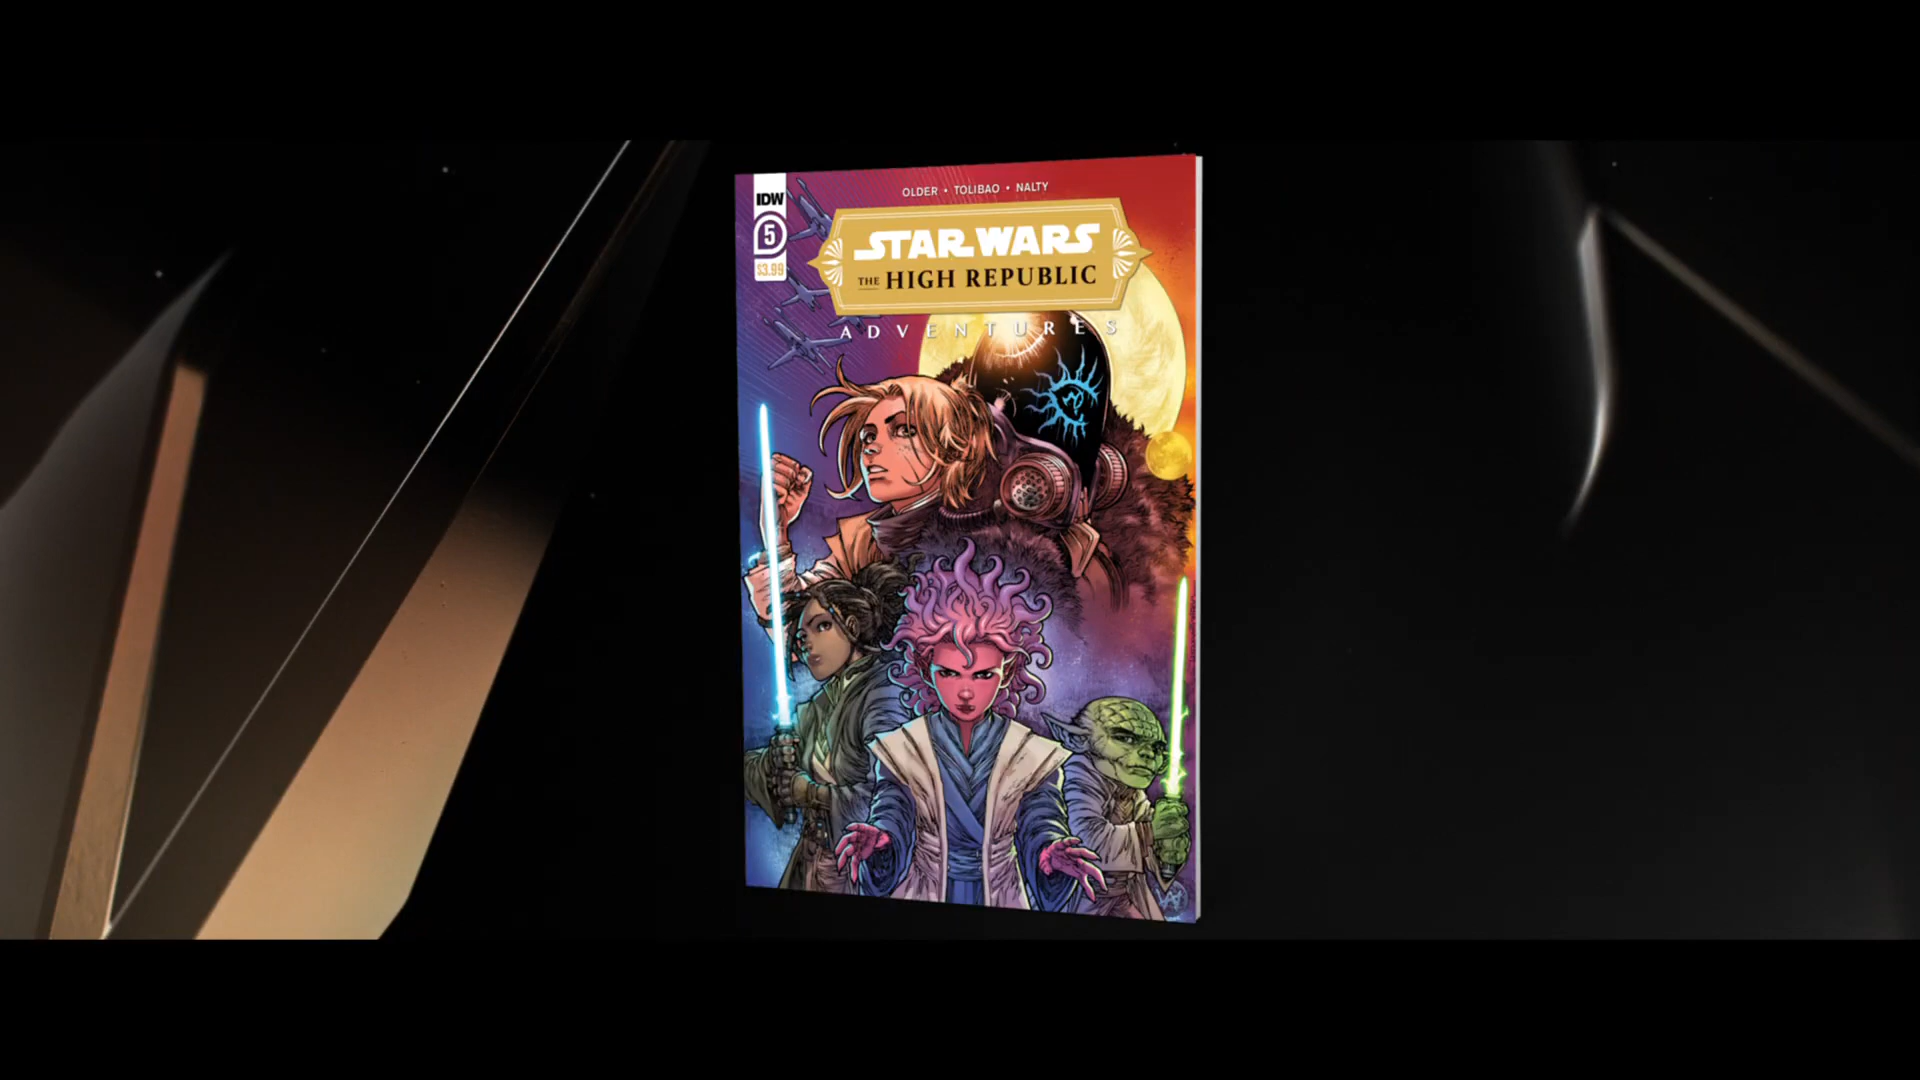 OLDER • TOLIBAO • NALTY
IDW
5
$3.99
STAR WARS
THE HIGH REPUBLIC
ADVENTURES